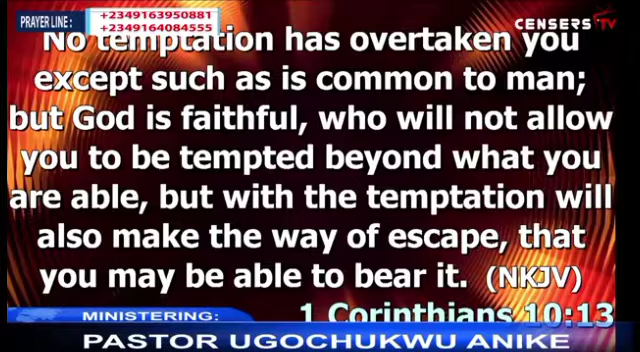 PRAYER LINE :
+2349163950881
+2349164084555
CENSERS TV
No temptation has overtaken you
except such as is common to man;
but God is faithful, who will not allow
you to be tempted beyond what you
are able, but with the temptation will
also make the way of escape, that
you may be able to bear it. (NKJV)
1 Corinthians 10:13
MINISTERING:
PASTOR UGOCHUKWU ANIKE